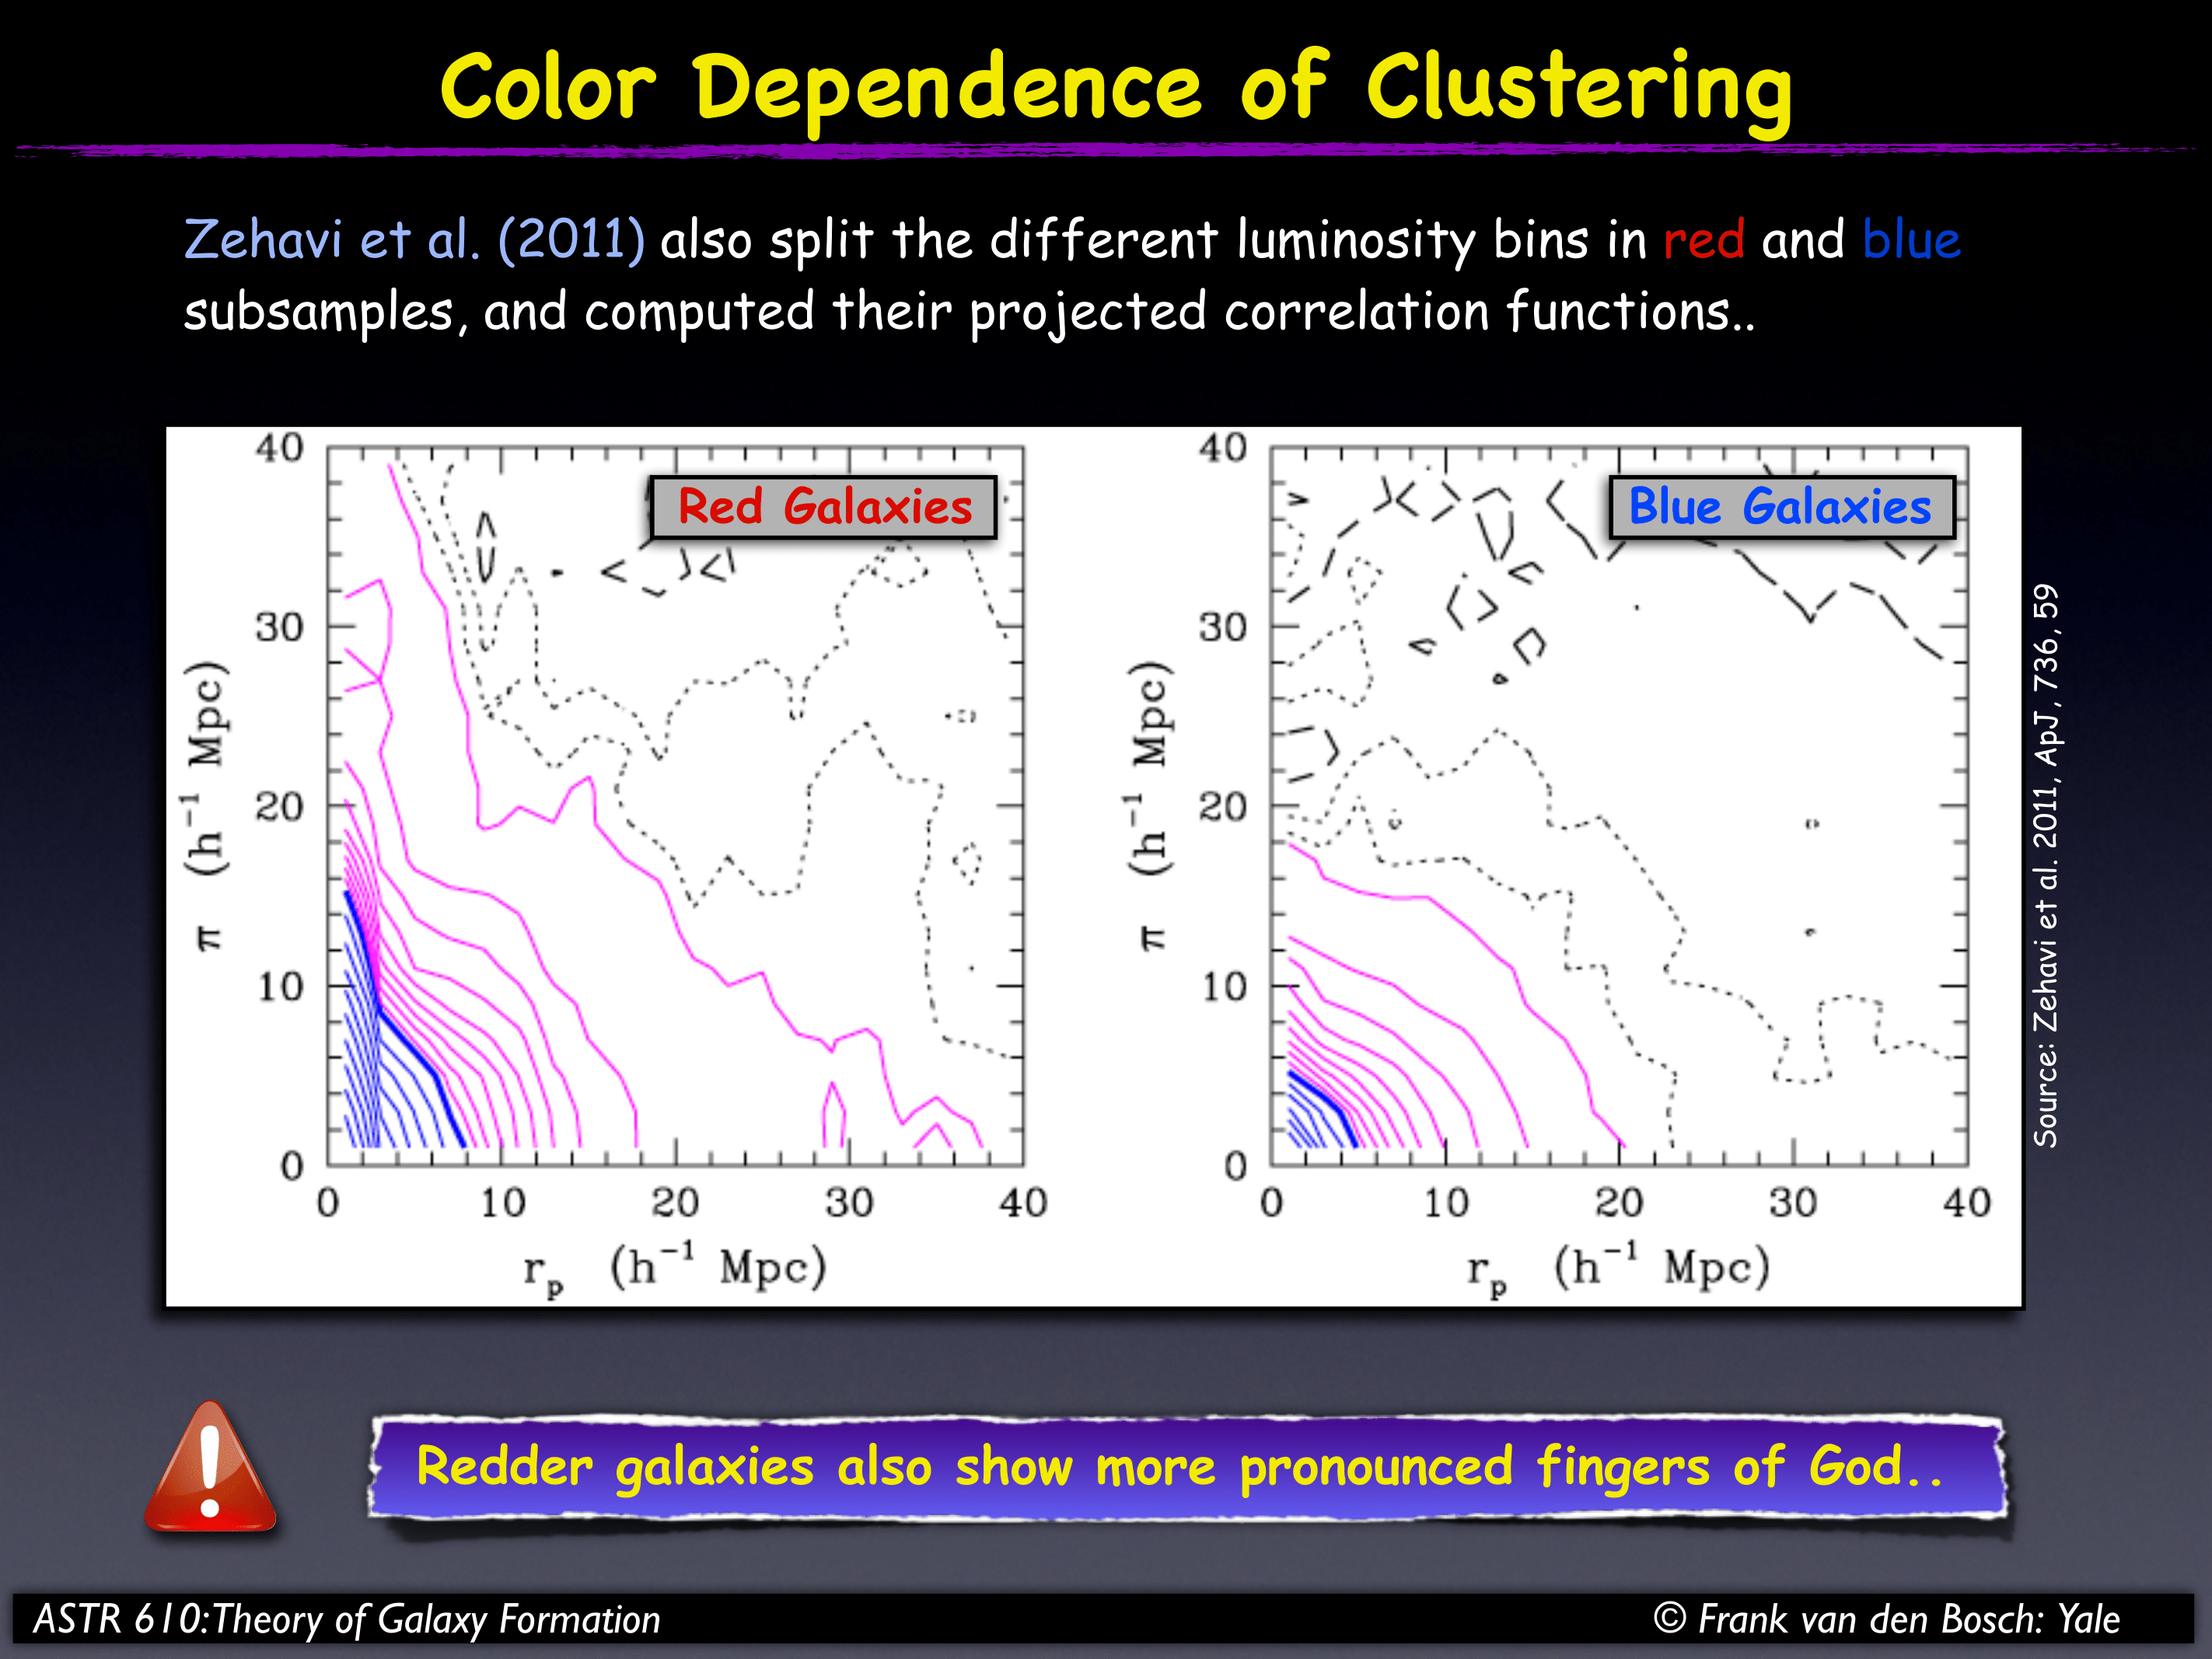 Color Dependence of Clustering
Zehavi et al. (2011) also split the different luminosity bins in red and blue
subsamples, and computed their projected correlation functions..
40
30
20
10
0
π (h⁻¹ Mpc)
Red Galaxies
0 10 20 30 40
r_p (h⁻¹ Mpc)
40
30
20
10
0
π (h⁻¹ Mpc)
Blue Galaxies
0 10 20 30 40
r_p (h⁻¹ Mpc)
Source: Zehavi et al. 2011, ApJ, 736, 59
!
Redder galaxies also show more pronounced fingers of God..
ASTR 610:Theory of Galaxy Formation
© Frank van den Bosch: Yale